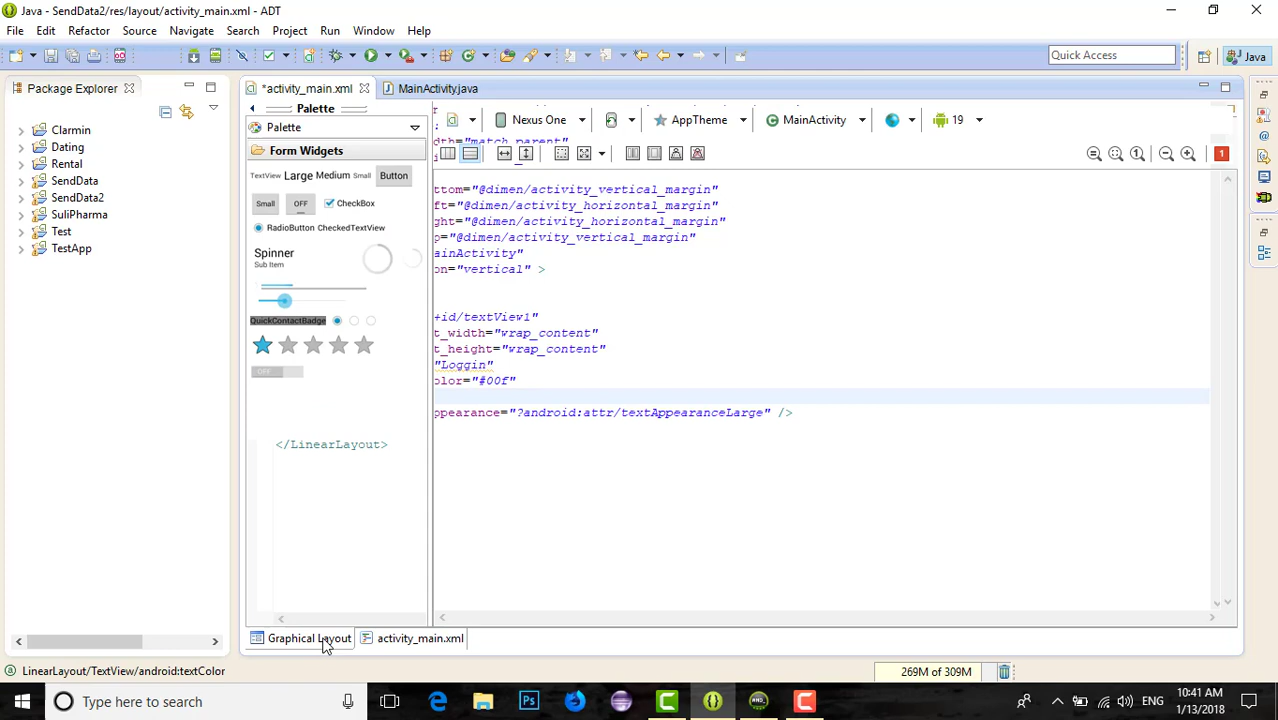 Java - SendData2/res/layout/activity_main.xml - ADT
File Edit Refactor Source Navigate Search Project Run Window Help
Quick Access
Java
Package Explorer
*activity_main.xml
MainActivity.java
Palette
Nexus One
AppTheme
MainActivity
19
Palette
Form Widgets
1
Clarmin
Dating
Rental
SendData
SendData2
SuliPharma
Test
TestApp
TextView Large Medium Small Button
Small OFF CheckBox
RadioButton CheckedTextView
Spinner
Sub Item
QuickContactBadge
OFF
dth="match_parent"
ttom="@dimen/activity_vertical_margin"
ft="@dimen/activity_horizontal_margin"
ght="@dimen/activity_horizontal_margin"
p="@dimen/activity_vertical_margin"
ainActivity"
on="vertical" >
+id/textView1"
t_width="wrap_content"
t_height="wrap_content"
"Loggin"
olor="#00f"
ppearance="?android:attr/textAppearanceLarge" />
</LinearLayout>
Graphical Layout
activity_main.xml
LinearLayout/TextView/android:textColor
269M of 309M
Type here to search
Ps
ENG
10:41 AM
1/13/2018